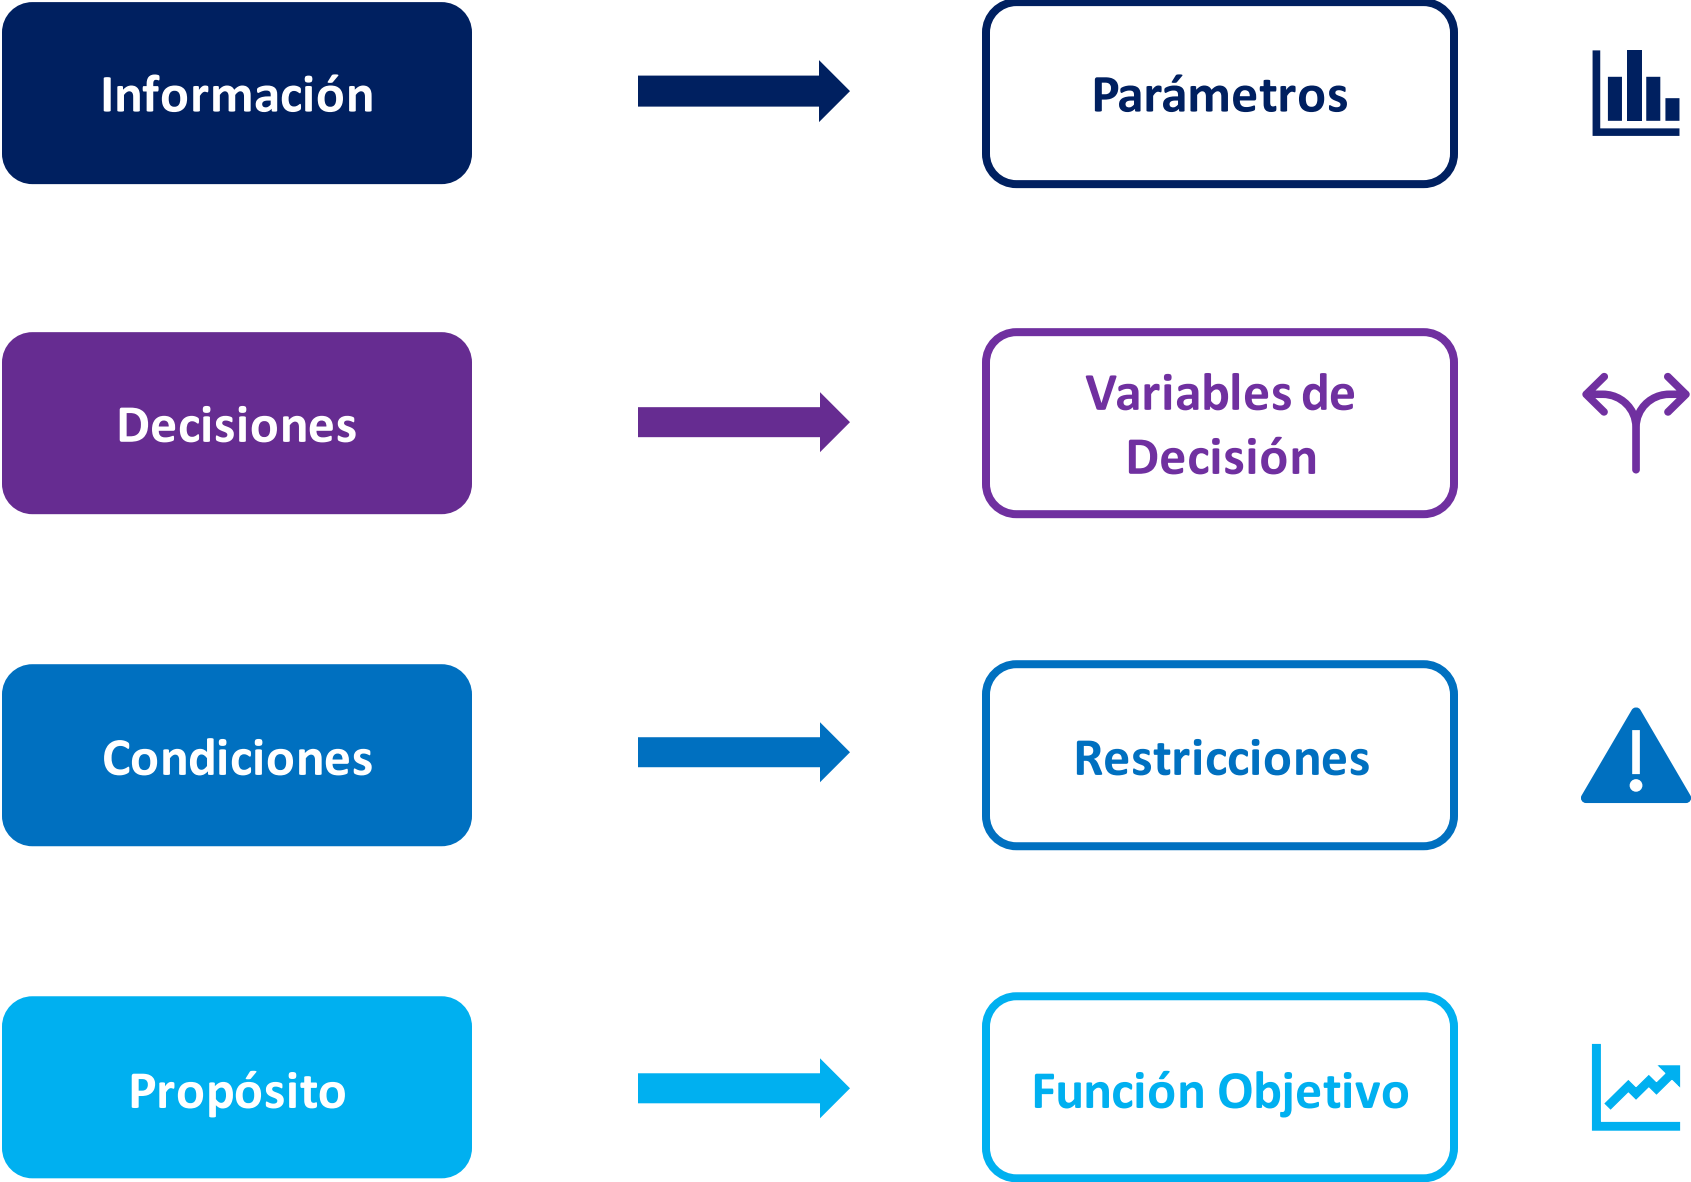 Información
Parámetros
Decisiones
Variables de
Decisión
Condiciones
Restricciones
Propósito
Función Objetivo